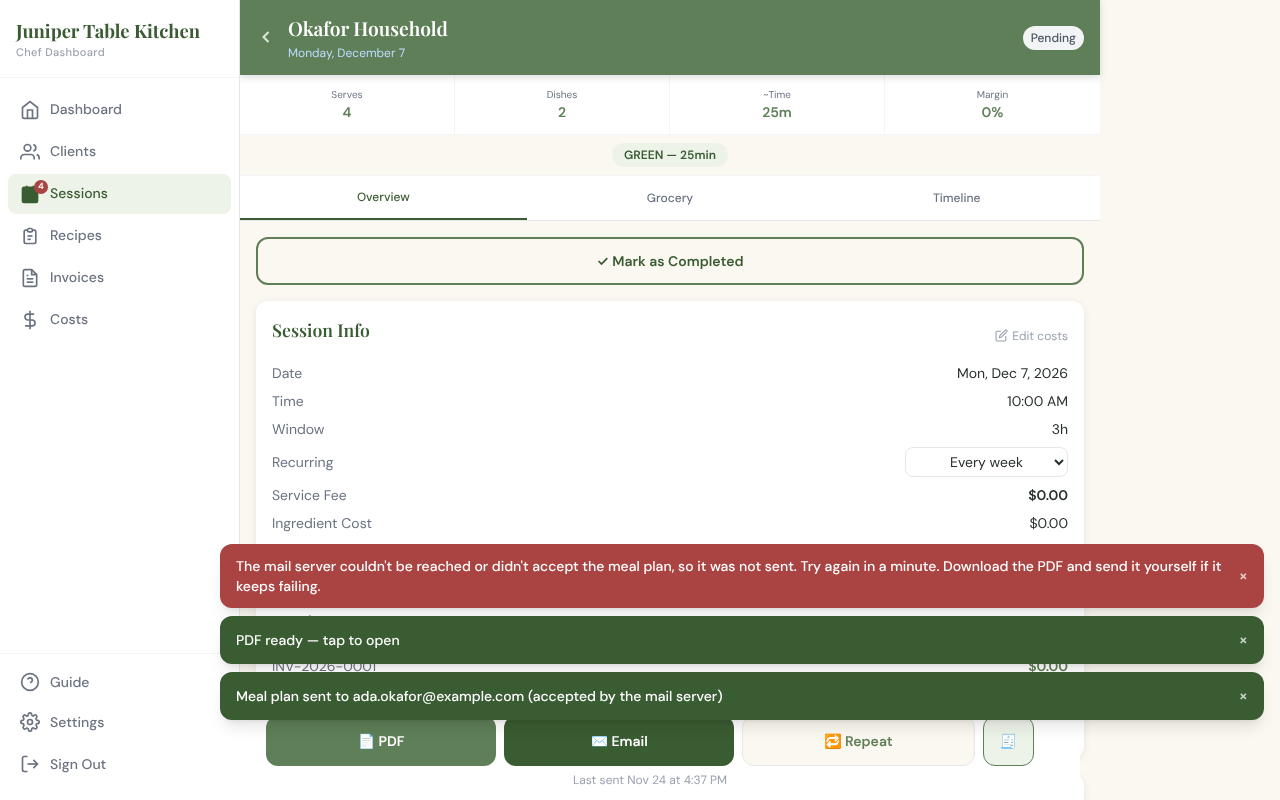 Juniper Table Kitchen
Chef Dashboard
Dashboard
Clients
4
Sessions
Recipes
Invoices
Costs
Guide
Settings
Sign Out
Okafor Household
Monday, December 7
Pending
Serves
4
Dishes
2
~Time
25m
Margin
0%
GREEN — 25min
Overview
Grocery
Timeline
✓ Mark as Completed
Session Info
Edit costs
Date
Mon, Dec 7, 2026
Time
10:00 AM
Window
3h
Recurring
Every week
Service Fee
$0.00
Ingredient Cost
$0.00
The mail server couldn't be reached or didn't accept the meal plan, so it was not sent. Try again in a minute. Download the PDF and send it yourself if it
keeps failing.
×
PDF ready — tap to open
×
INV-2026-0001
$0.00
Meal plan sent to ada.okafor@example.com (accepted by the mail server)
×
PDF
Email
Repeat
Last sent Nov 24 at 4:37 PM